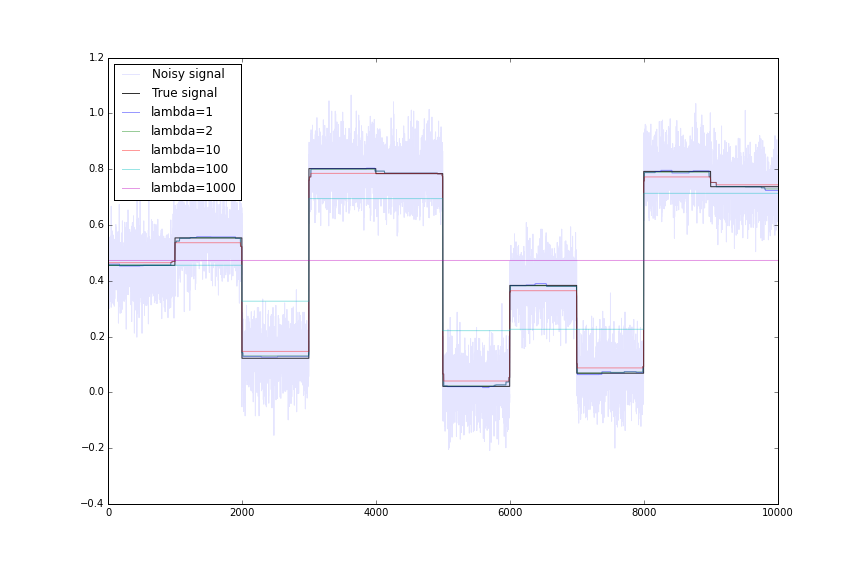 1.2
1.0
0.8
0.6
0.4
0.2
0.0
−0.2
−0.4
Noisy signal
True signal
lambda=1
lambda=2
lambda=10
lambda=100
lambda=1000
0 2000 4000 6000 8000 10000